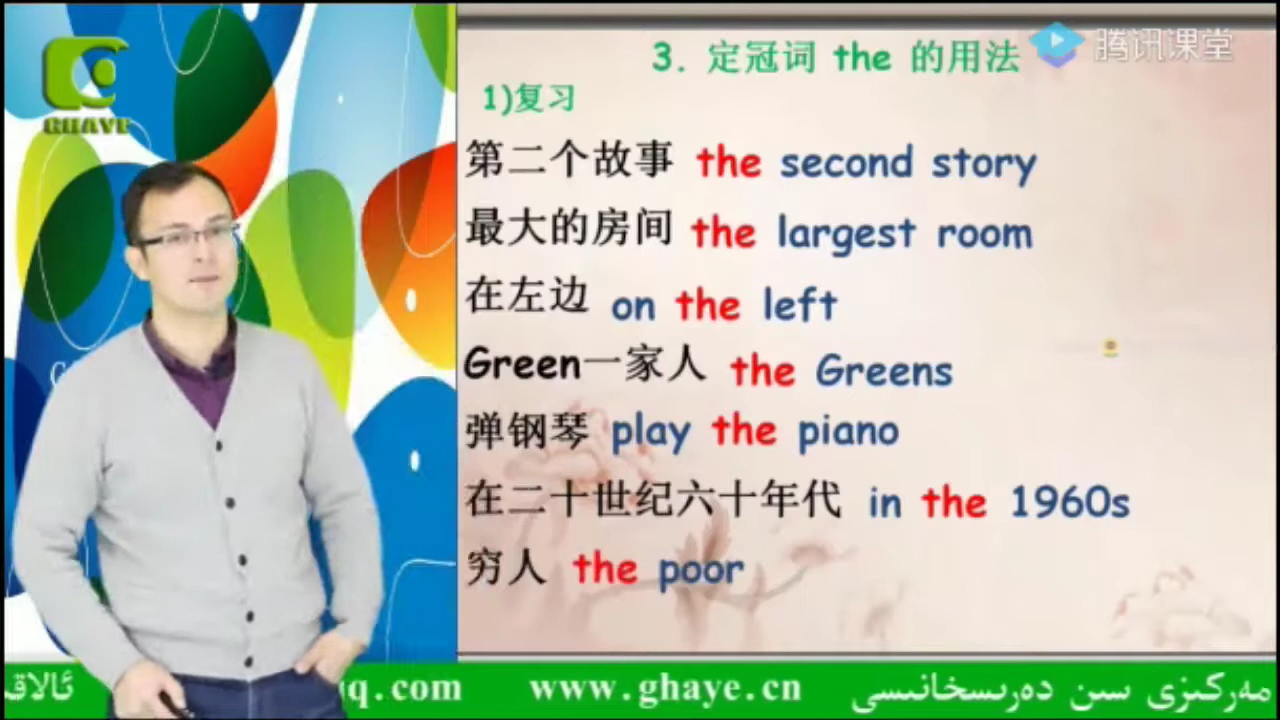 3. 定冠词 the 的用法
腾讯课堂
GHAYE
1)复习
第二个故事 the second story
最大的房间 the largest room
在左边 on the left
Green一家人 the Greens
弹钢琴 play the piano
在二十世纪六十年代 in the 1960s
穷人 the poor
مەركىزى سىن دەرىسخانىسى www.ghaye.cn q.com ئالاقە